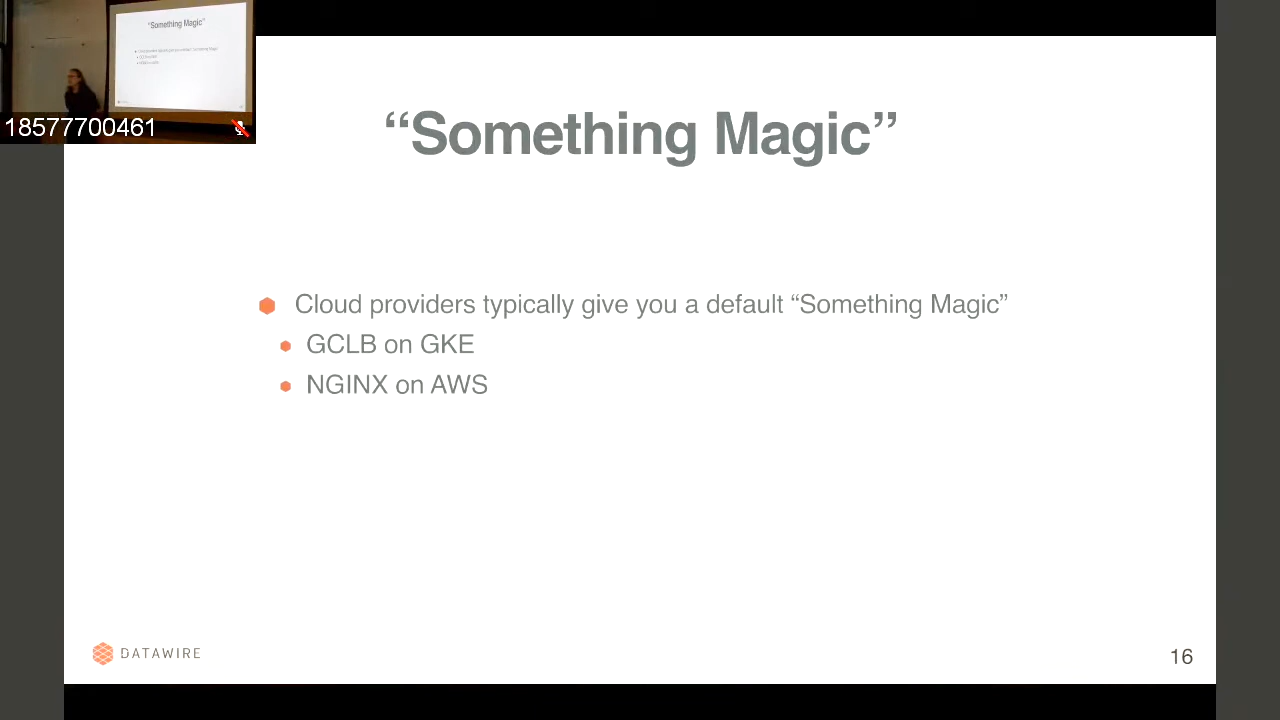 “Something Magic”
18577700461
“Something Magic”
Cloud providers typically give you a default “Something Magic”
GCLB on GKE
NGINX on AWS
DATAWIRE
16